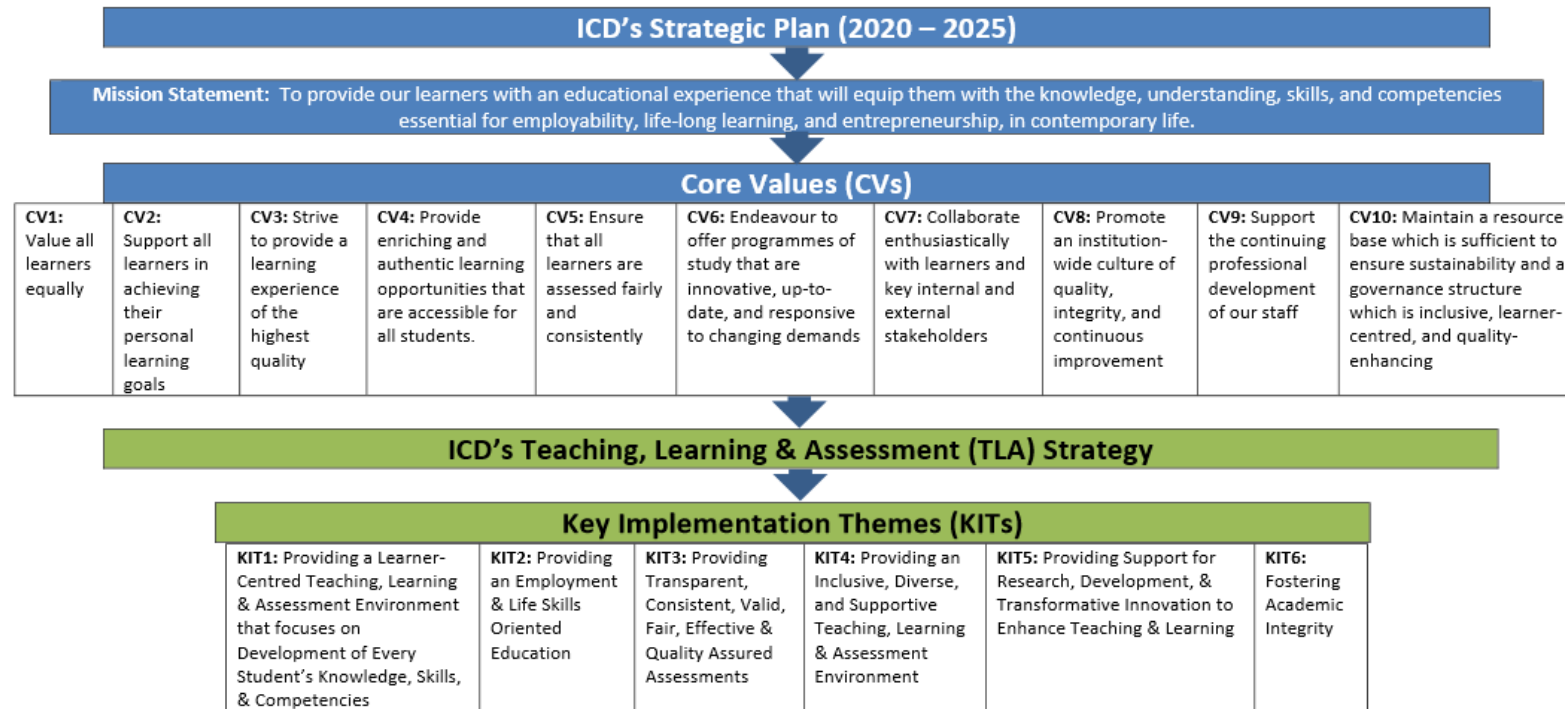 ICD’s Strategic Plan (2020 – 2025)
Mission Statement: To provide our learners with an educational experience that will equip them with the knowledge, understanding, skills, and competencies
essential for employability, life-long learning, and entrepreneurship, in contemporary life.
Core Values (CVs)
CV1:
Value all
learners
equally
CV2:
Support all
learners in
achieving
their
personal
learning
goals
CV3: Strive
to provide a
learning
experience
of the
highest
quality
CV4: Provide
enriching and
authentic learning
opportunities that
are accessible for
all students.
CV5: Ensure
that all
learners are
assessed fairly
and
consistently
CV6: Endeavour to
offer programmes of
study that are
innovative, up-to-
date, and responsive
to changing demands
CV7: Collaborate
enthusiastically
with learners and
key internal and
external
stakeholders
CV8: Promote
an institution-
wide culture of
quality,
integrity, and
continuous
improvement
CV9: Support
the continuing
professional
development
of our staff
CV10: Maintain a resource
base which is sufficient to
ensure sustainability and a
governance structure
which is inclusive, learner-
centred, and quality-
enhancing
ICD’s Teaching, Learning & Assessment (TLA) Strategy
Key Implementation Themes (KITs)
KIT1: Providing a Learner-
Centred Teaching, Learning
& Assessment Environment
that focuses on
Development of Every
Student’s Knowledge, Skills,
& Competencies
KIT2: Providing
an Employment
& Life Skills
Oriented
Education
KIT3: Providing
Transparent,
Consistent, Valid,
Fair, Effective &
Quality Assured
Assessments
KIT4: Providing an
Inclusive, Diverse,
and Supportive
Teaching, Learning
& Assessment
Environment
KIT5: Providing Support for
Research, Development, &
Transformative Innovation to
Enhance Teaching & Learning
KIT6:
Fostering
Academic
Integrity